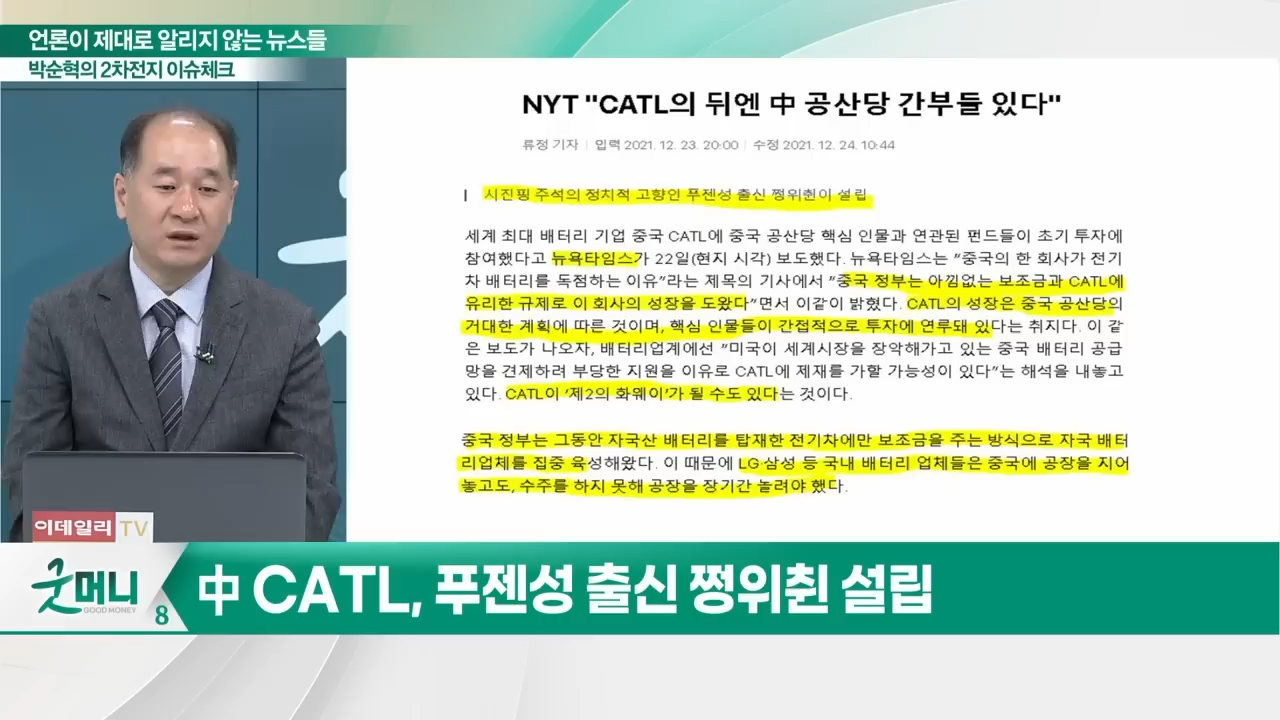 언론이 제대로 알리지 않는 뉴스들
박순혁의 2차전지 이슈체크
NYT "CATL의 뒤엔 中 공산당 간부들 있다"
류정 기자 | 입력 2021. 12. 23. 20:00 | 수정 2021. 12. 24. 10:44
시진핑 주석의 정치적 고향인 푸젠성 출신 쩡위췬이 설립
세계 최대 배터리 기업 중국 CATL에 중국 공산당 핵심 인물과 연관된 펀드들이 초기 투자에
참여했다고 뉴욕타임스가 22일(현지 시각) 보도했다. 뉴욕타임스는 "중국의 한 회사가 전기
차 배터리를 독점하는 이유"라는 제목의 기사에서 "중국 정부는 아낌없는 보조금과 CATL에
유리한 규제로 이 회사의 성장을 도왔다"면서 이같이 밝혔다. CATL의 성장은 중국 공산당의
거대한 계획에 따른 것이며, 핵심 인물들이 간접적으로 투자에 연루돼 있다는 취지다. 이 같
은 보도가 나오자, 배터리업계에선 "미국이 세계시장을 장악해가고 있는 중국 배터리 공급
망을 견제하려 부당한 지원을 이유로 CATL에 제재를 가할 가능성이 있다"는 해석을 내놓고
있다. CATL이 '제2의 화웨이'가 될 수도 있다는 것이다.
중국 정부는 그동안 자국산 배터리를 탑재한 전기차에만 보조금을 주는 방식으로 자국 배터
리업체를 집중 육성해왔다. 이 때문에 LG·삼성 등 국내 배터리 업체들은 중국에 공장을 지어
놓고도, 수주를 하지 못해 공장을 장기간 놀려야 했다.
이데일리 TV
굿머니
GOOD MONEY
8
中 CATL, 푸젠성 출신 쩡위췬 설립